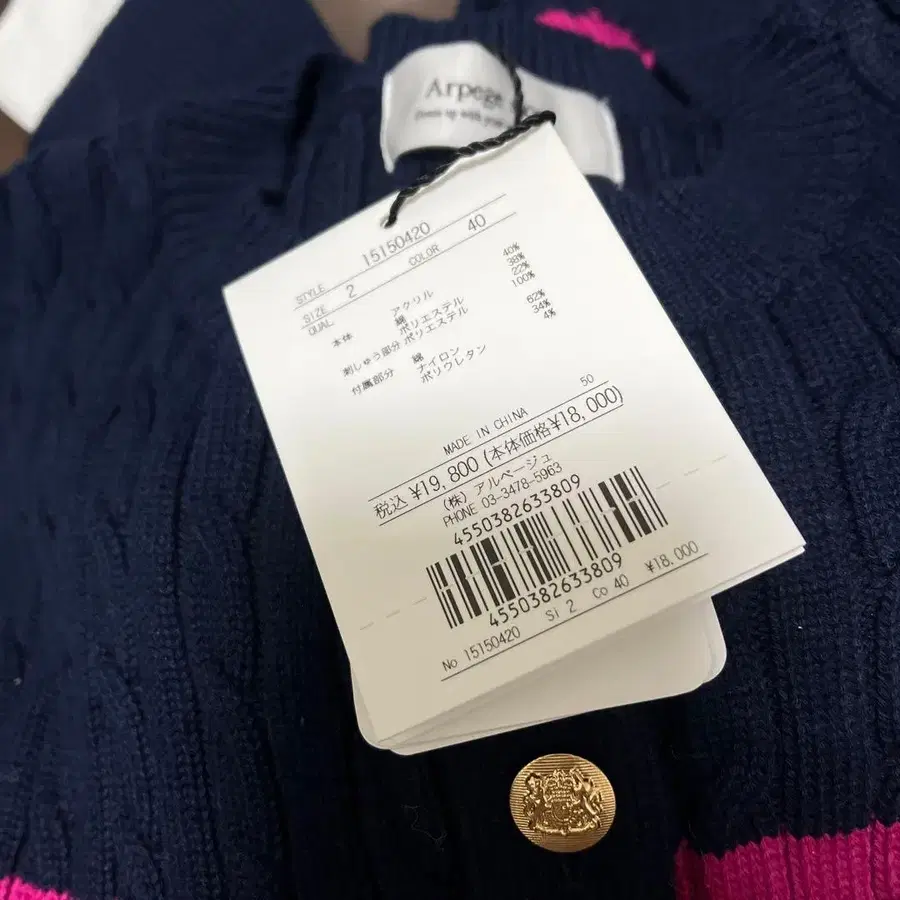 Arpege
STYLE 15150420
SIZE 2 COLOR 40
QUAL
本体 アクリル 40%
綿 38%
ポリエステル 22%
刺しゅう部分 ポリエステル 100%
付属部分 綿 62%
ナイロン 34%
ポリウレタン 4%
50
MADE IN CHINA
税込 ¥19,800 (本体価格¥18,000)
(株) アルページュ
PHONE 03-3478-5963
4550382633809
4550382633809
No 15150420 Si 2 Co 40 ¥18,000